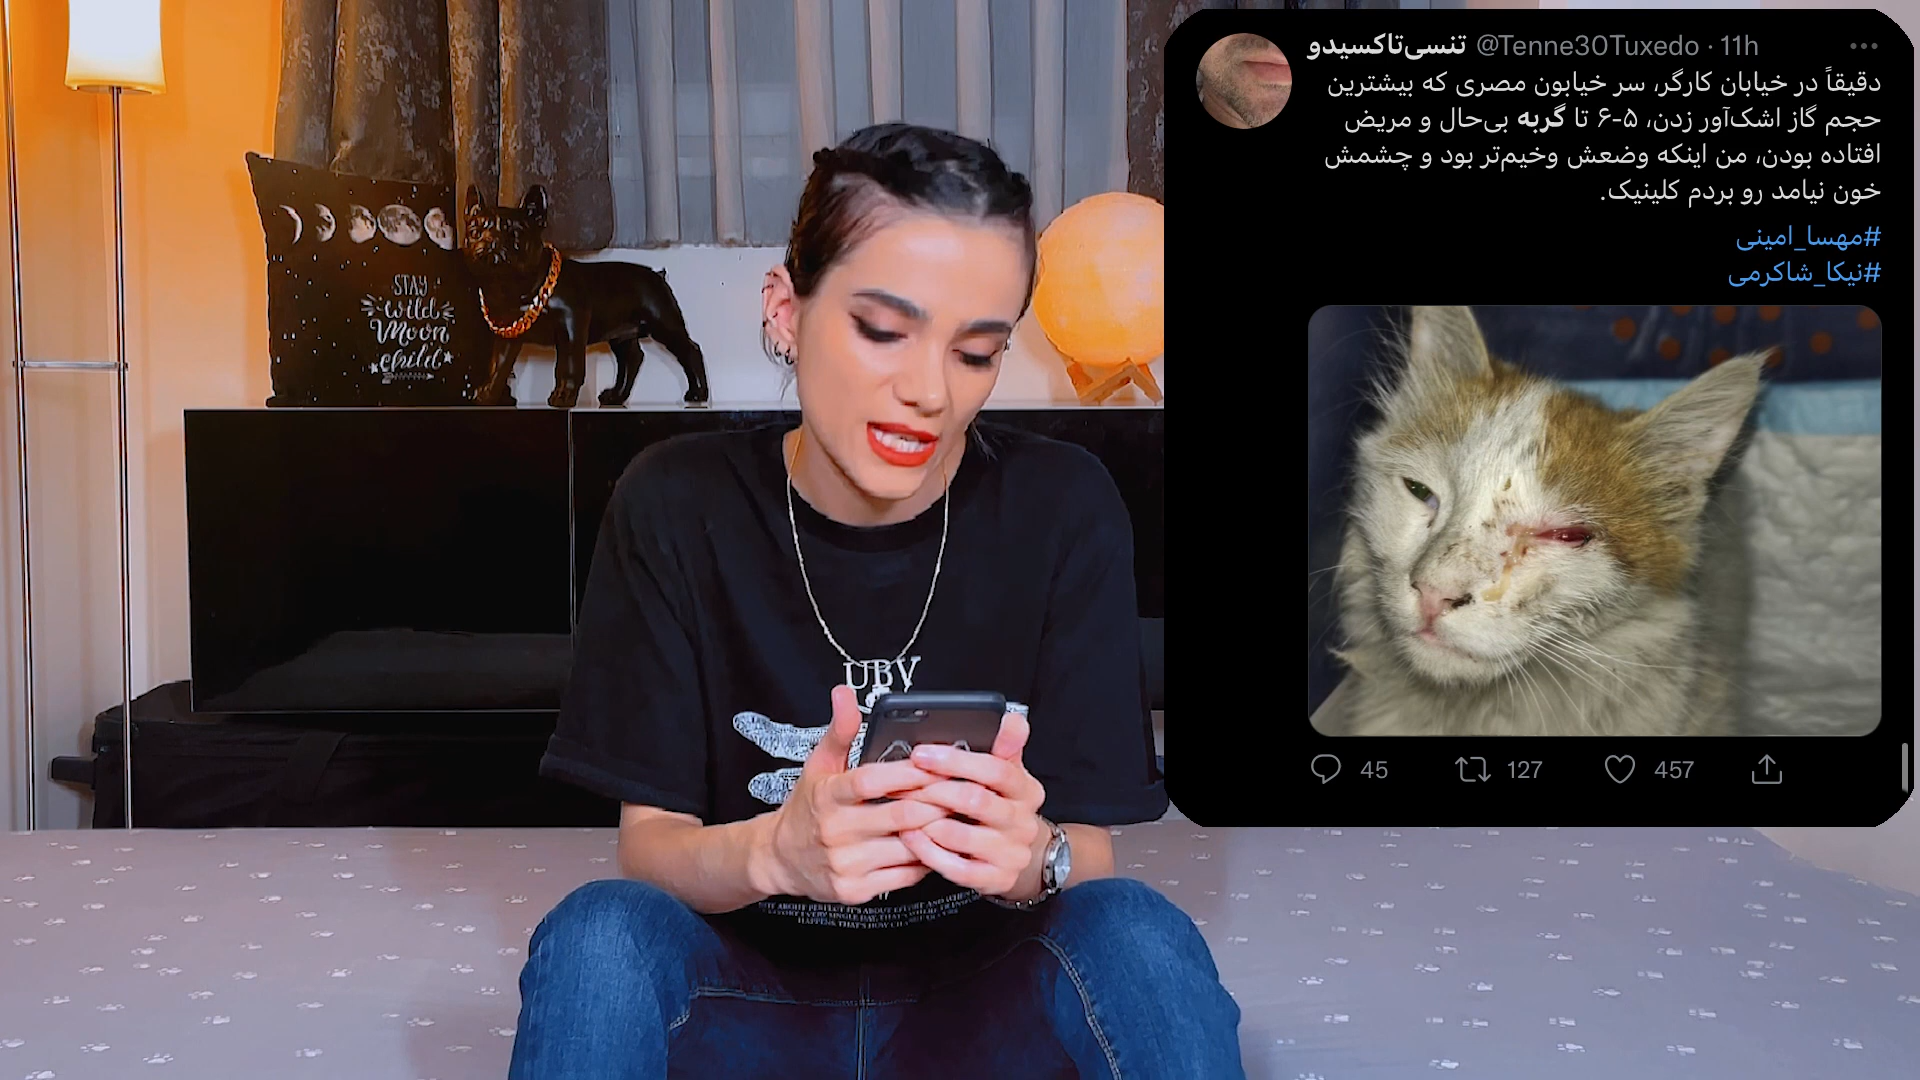 تنسی‌تاکسیدو @Tenne30Tuxedo · 11h
دقیقاً در خیابان کارگر، سر خیابون مصری که بیشترین
حجم گاز اشک‌آور زدن، ۵-۶ تا گربه بی‌حال و مریض
افتاده بودن، من اینکه وضعش وخیم‌تر بود و چشمش
خون نیامد رو بردم کلینیک.
#مهسا_امینی
#نیکا_شاکرمی
45 127 457
STAY
wild
Moon
child
UBV